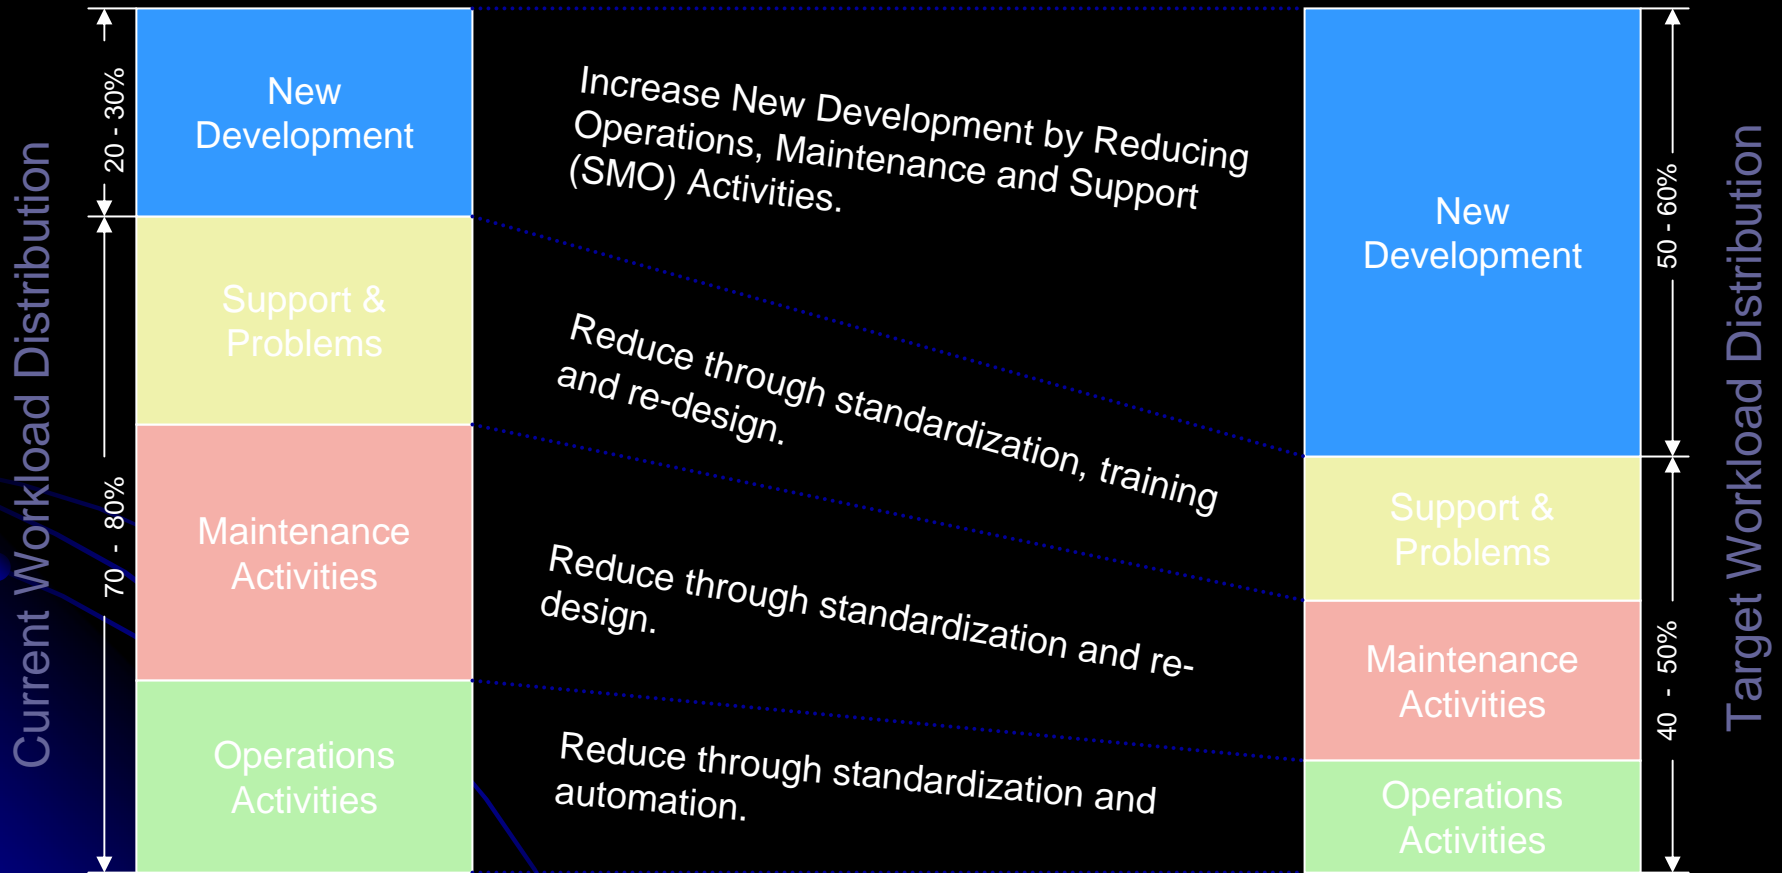 Current Workload Distribution
20 - 30%
70 - 80%
New
Development
Support &
Problems
Maintenance
Activities
Operations
Activities
Increase New Development by Reducing
Operations, Maintenance and Support
(SMO) Activities.
Reduce through standardization, training
and re-design.
Reduce through standardization and re-
design.
Reduce through standardization and
automation.
New
Development
Support &
Problems
Maintenance
Activities
Operations
Activities
50 - 60%
40 - 50%
Target Workload Distribution